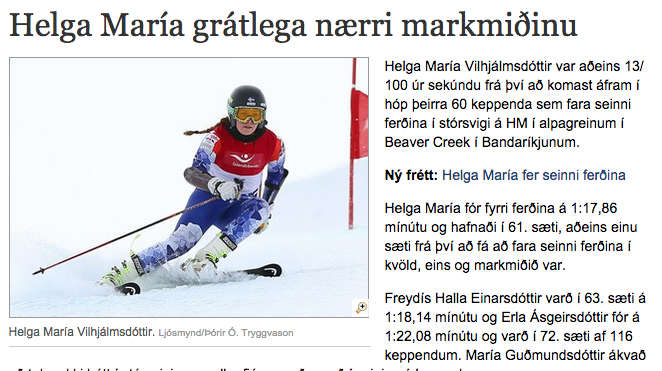 Helga María grátlega nærri markmiðinu
Helga María Vilhjálmsdóttir var aðeins 13/
100 úr sekúndu frá því að komast áfram í
hóp þeirra 60 keppenda sem fara seinni
ferðina í stórsvigi á HM í alpagreinum í
Beaver Creek í Bandaríkjunum.
Ný frétt: Helga María fer seinni ferðina
Helga María fór fyrri ferðina á 1:17,86
mínútu og hafnaði í 61. sæti, aðeins einu
sæti frá því að fá að fara seinni ferðina í
kvöld, eins og markmiðið var.
Freydís Halla Einarsdóttir varð í 63. sæti á
1:18,14 mínútu og Erla Ásgeirsdóttir fór á
1:22,08 mínútu og varð í 72. sæti af 116
keppendum. María Guðmundsdóttir ákvað
Helga María Vilhjálmsdóttir. Ljósmynd/Þórir Ó. Tryggvason